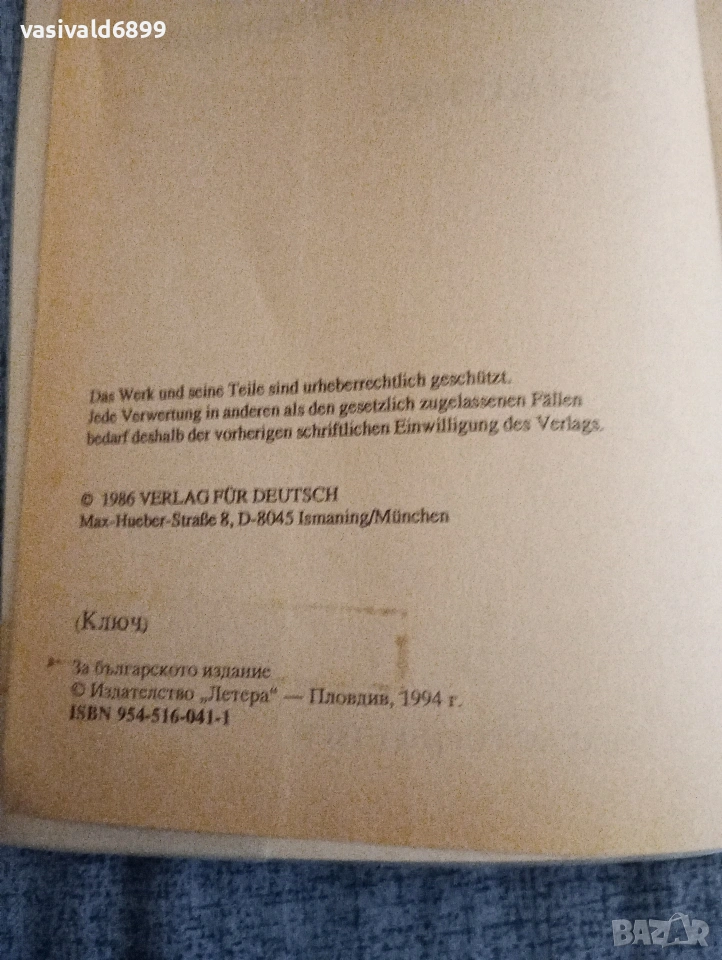 vasivald6899
Das Werk und seine Teile sind urheberrechtlich geschützt.
Jede Verwertung in anderen als den gesetzlich zugelassenen Fällen
bedarf deshalb der vorherigen schriftlichen Einwilligung des Verlags.
© 1986 VERLAG FÜR DEUTSCH
Max-Hueber-Straße 8, D-8045 Ismaning/München
(Ключ)
За българското издание
© Издателство „Летера“ — Пловдив, 1994 г.
ISBN 954-516-041-1
BAZAR